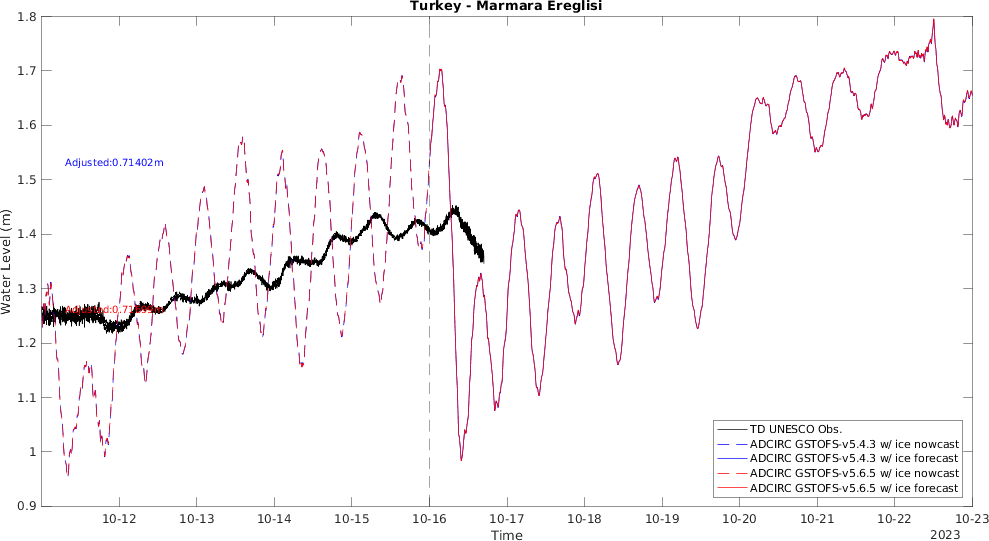 Turkey - Marmara Ereglisi
Water Level (m)
1.8
1.7
1.6
1.5
1.4
1.3
1.2
1.1
1
0.9
Adjusted:0.71402m
TD UNESCO Obs.
ADCIRC GSTOFS-v5.4.3 w/ ice nowcast
ADCIRC GSTOFS-v5.4.3 w/ ice forecast
ADCIRC GSTOFS-v5.6.5 w/ ice nowcast
ADCIRC GSTOFS-v5.6.5 w/ ice forecast
10-12 10-13 10-14 10-15 10-16 10-17 10-18 10-19 10-20 10-21 10-22 10-23
Time
2023